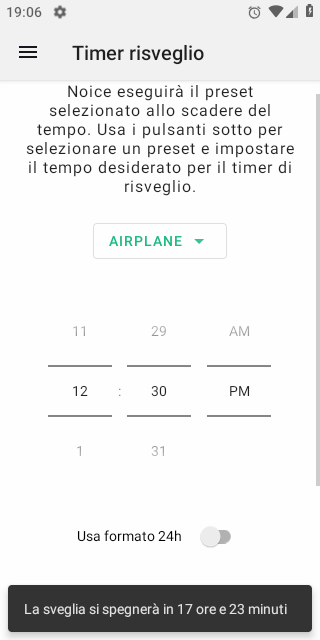 19:06
Timer risveglio
Noice eseguirà il preset
selezionato allo scadere del
tempo. Usa i pulsanti sotto per
selezionare un preset e impostare
il tempo desiderato per il timer di
risveglio.
AIRPLANE
11 29 AM
12 : 30 PM
1 31
Usa formato 24h
La sveglia si spegnerà in 17 ore e 23 minuti